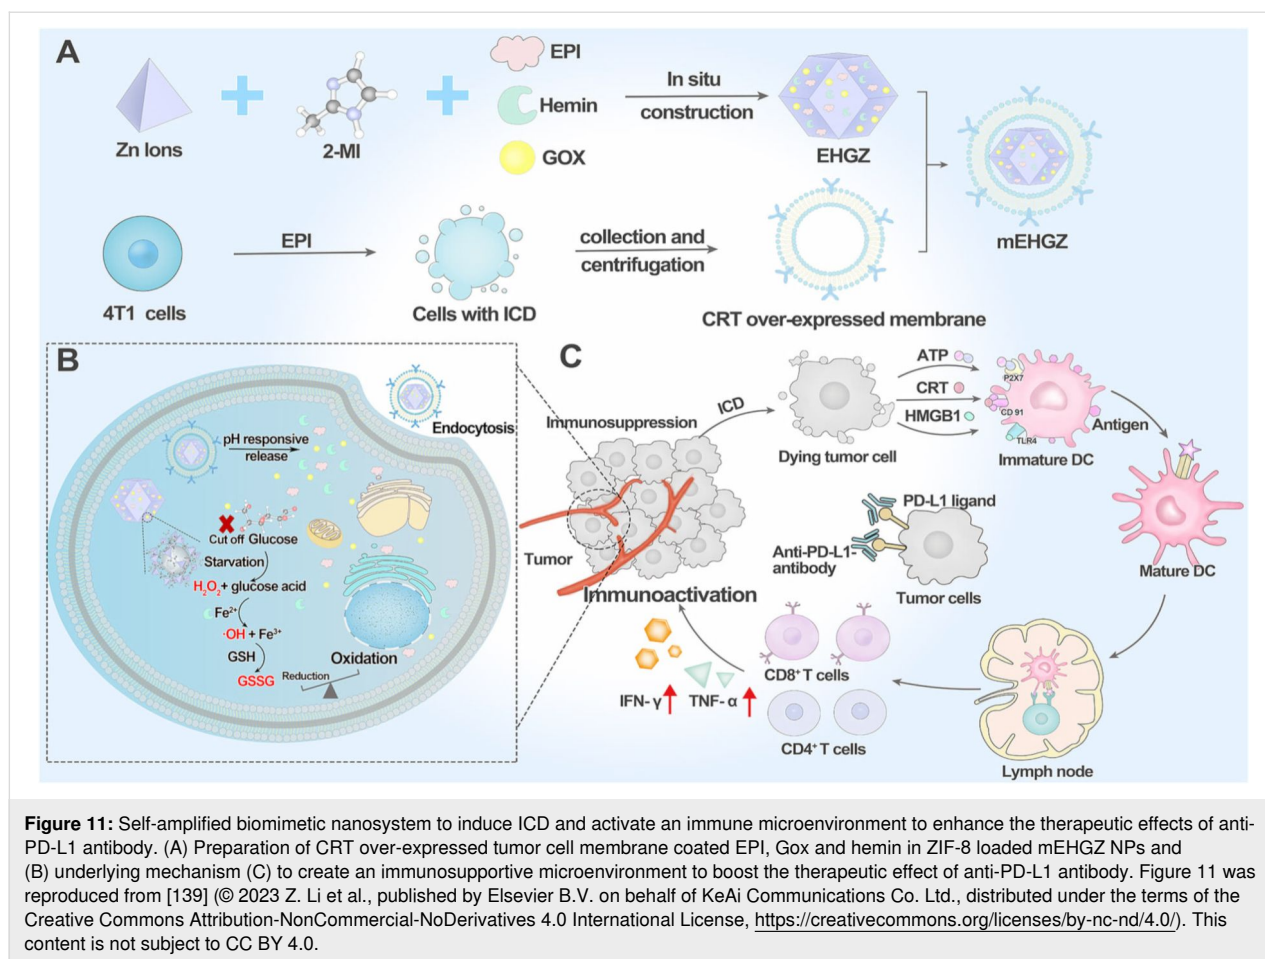 A
Zn Ions
2-MI
EPI
Hemin
GOX
In situ
construction
EHGZ
mEHGZ
4T1 cells
EPI
Cells with ICD
collection and
centrifugation
CRT over-expressed membrane
B
Endocytosis
pH responsive
release
Cut off Glucose
Starvation
H₂O₂+ glucose acid
Fe²⁺
·OH + Fe³⁺
GSH
GSSG
Reduction
Oxidation
C
Immunosuppression
Tumor
ICD
Dying tumor cell
ATP
CRT
HMGB1
P2X7
CD 91
TLR4
Immature DC
Antigen
Mature DC
PD-L1 ligand
Anti-PD-L1
antibody
Tumor cells
Immunoactivation
IFN-γ
TNF-α
CD8⁺ T cells
CD4⁺ T cells
Lymph node
Figure 11: Self-amplified biomimetic nanosystem to induce ICD and activate an immune microenvironment to enhance the therapeutic effects of anti-
PD-L1 antibody. (A) Preparation of CRT over-expressed tumor cell membrane coated EPI, Gox and hemin in ZIF-8 loaded mEHGZ NPs and
(B) underlying mechanism (C) to create an immunosupportive microenvironment to boost the therapeutic effect of anti-PD-L1 antibody. Figure 11 was
reproduced from [139] (© 2023 Z. Li et al., published by Elsevier B.V. on behalf of KeAi Communications Co. Ltd., distributed under the terms of the
Creative Commons Attribution-NonCommercial-NoDerivatives 4.0 International License, https://creativecommons.org/licenses/by-nc-nd/4.0/). This
content is not subject to CC BY 4.0.